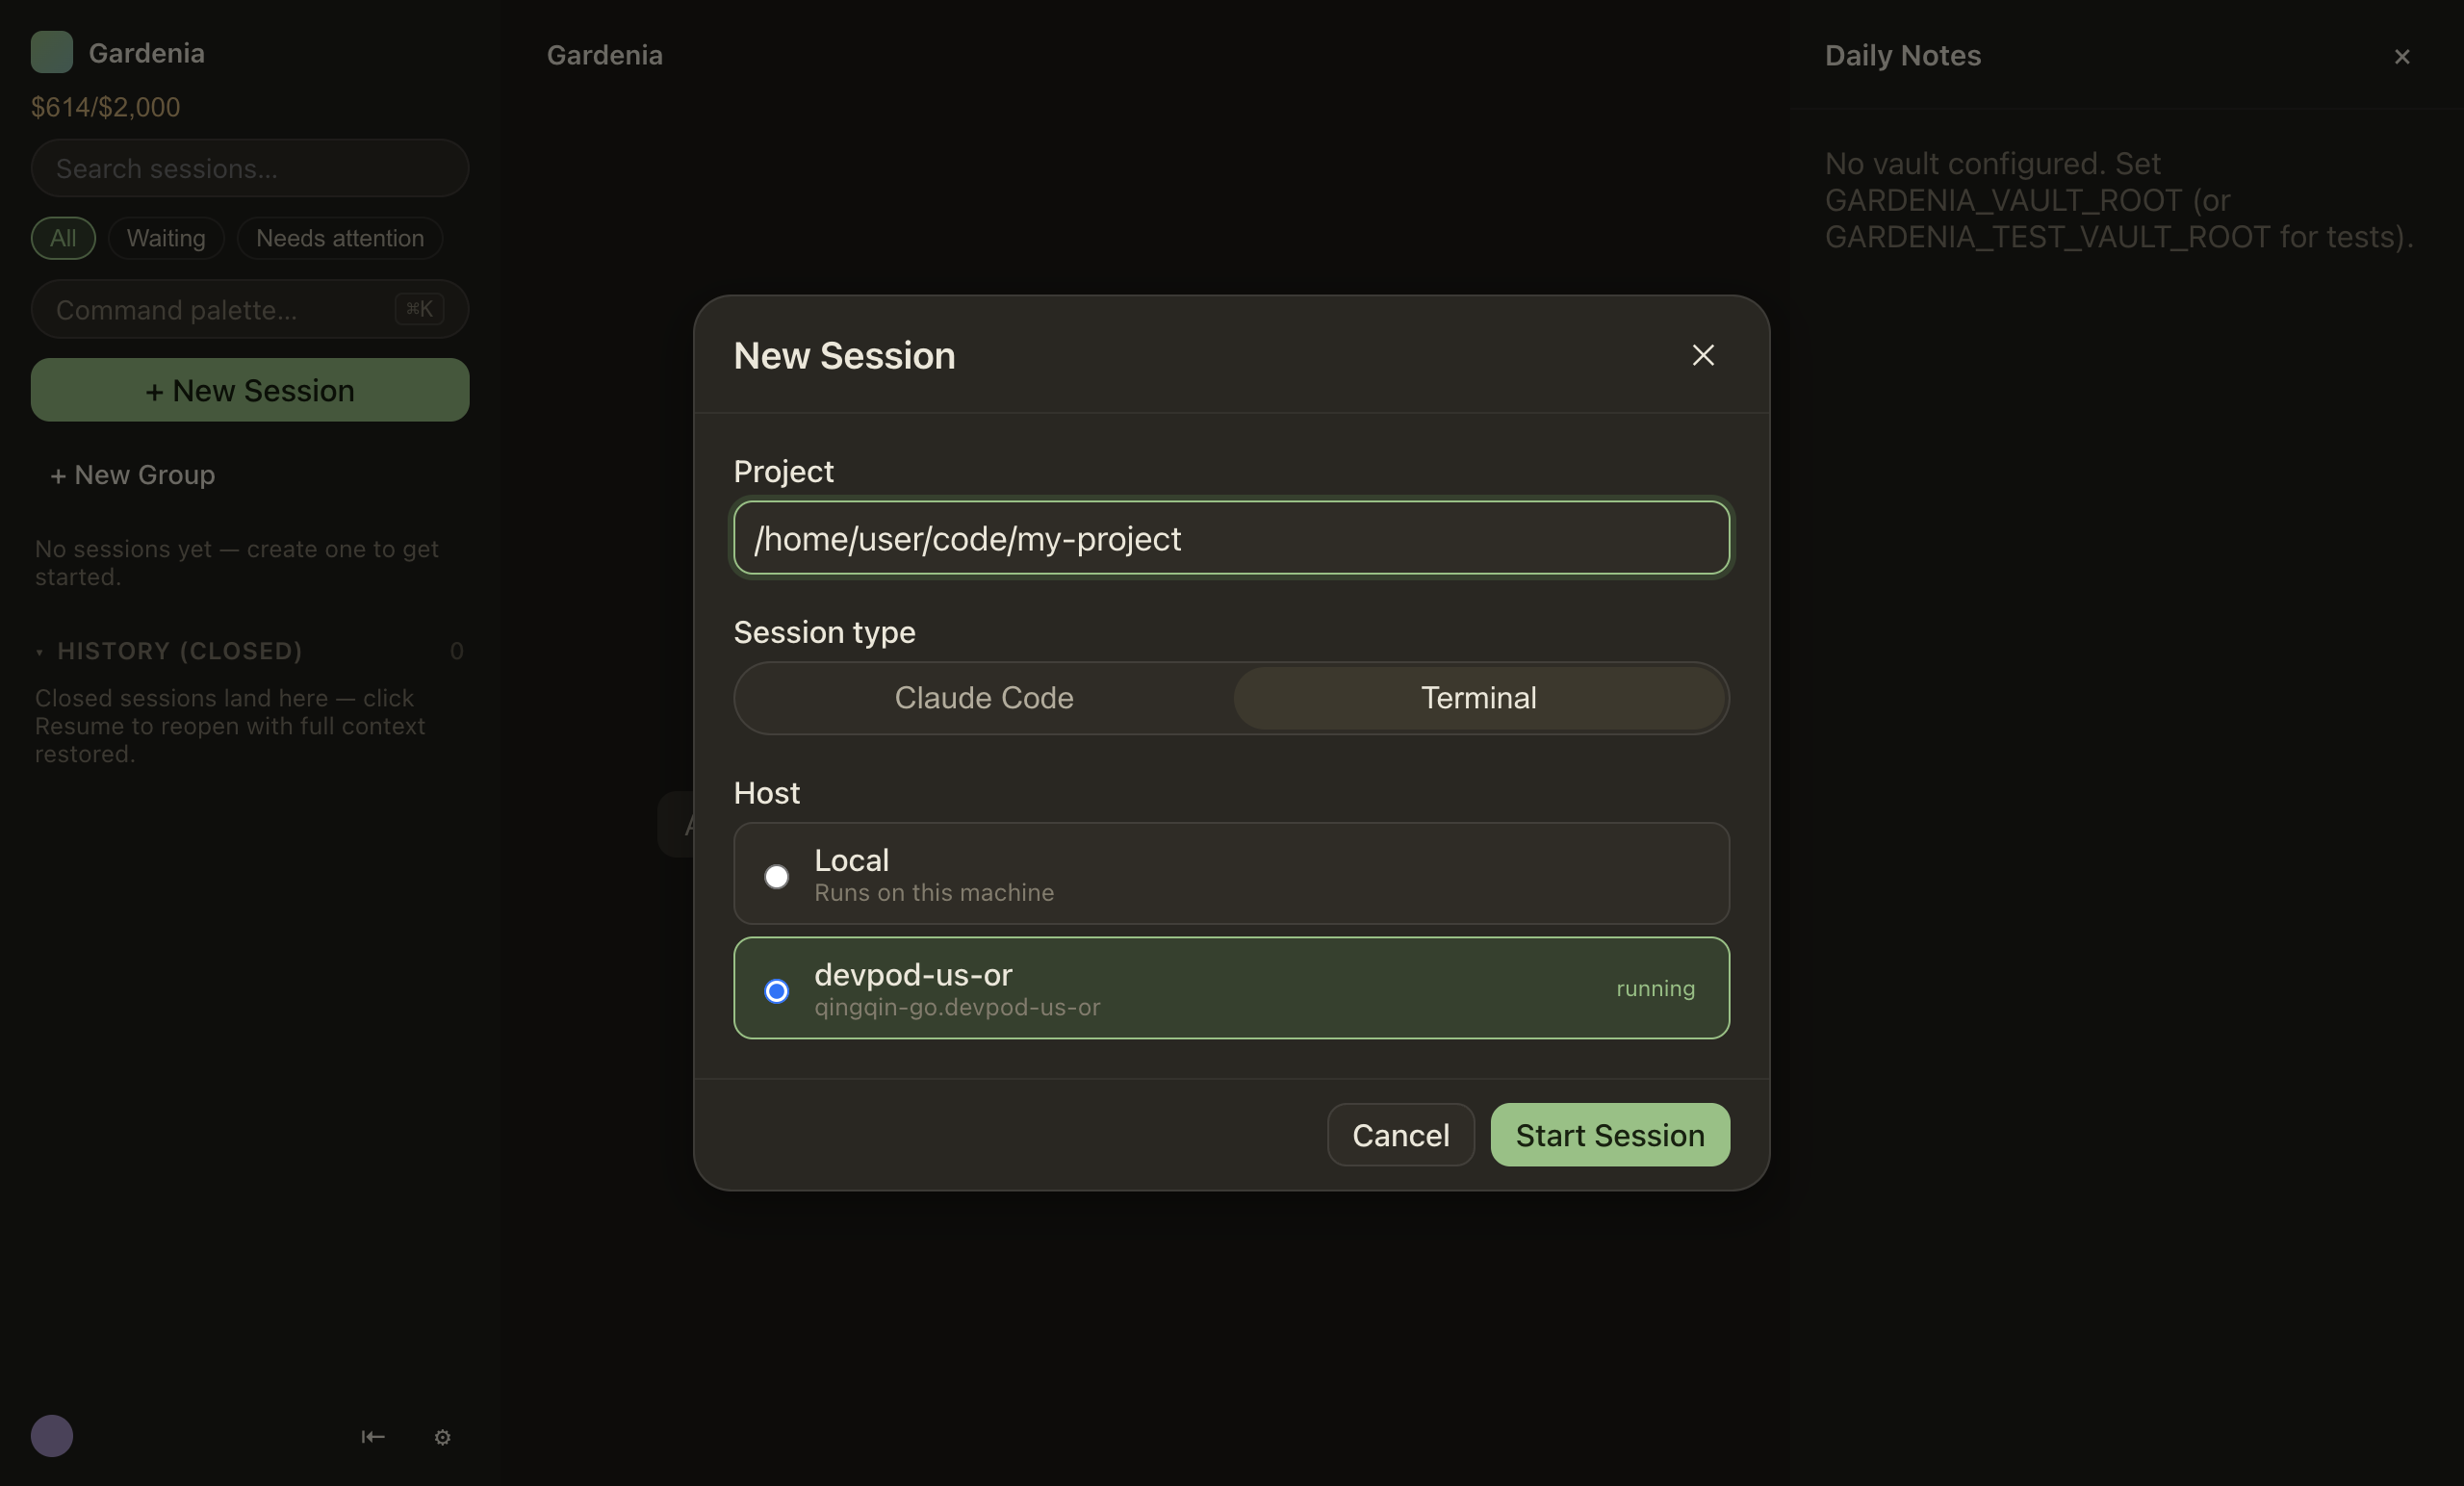 Gardenia
$614/$2,000
Search sessions...
All Waiting Needs attention
Command palette... ⌘K
+ New Session
+ New Group
No sessions yet — create one to get
started.
▾ HISTORY (CLOSED) 0
Closed sessions land here — click
Resume to reopen with full context
restored.
Gardenia
New Session
Project
/home/user/code/my-project
Session type
Claude Code Terminal
Host
Local
Runs on this machine
devpod-us-or
qingqin-go.devpod-us-or
running
Cancel Start Session
Daily Notes
No vault configured. Set
GARDENIA_VAULT_ROOT (or
GARDENIA_TEST_VAULT_ROOT for tests).